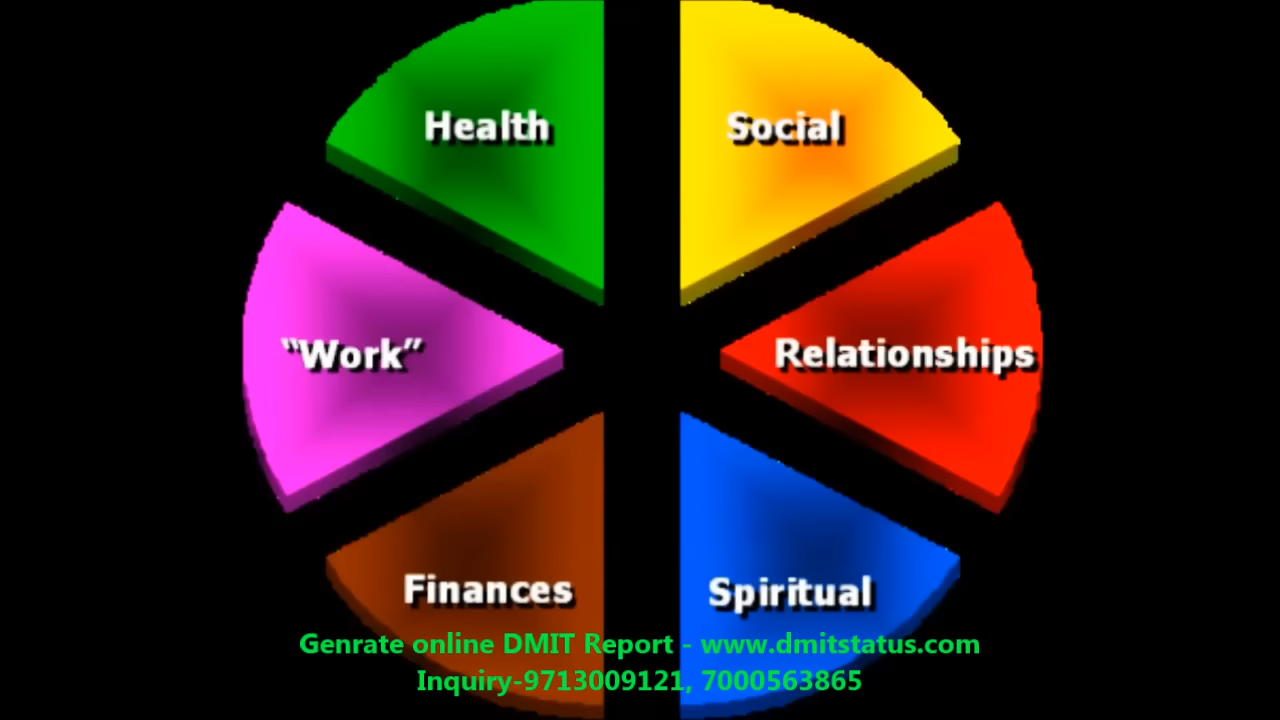 Health
Social
“Work”
Relationships
Finances
Spiritual
Genrate online DMIT Report - www.dmitstatus.com
Inquiry-9713009121, 7000563865